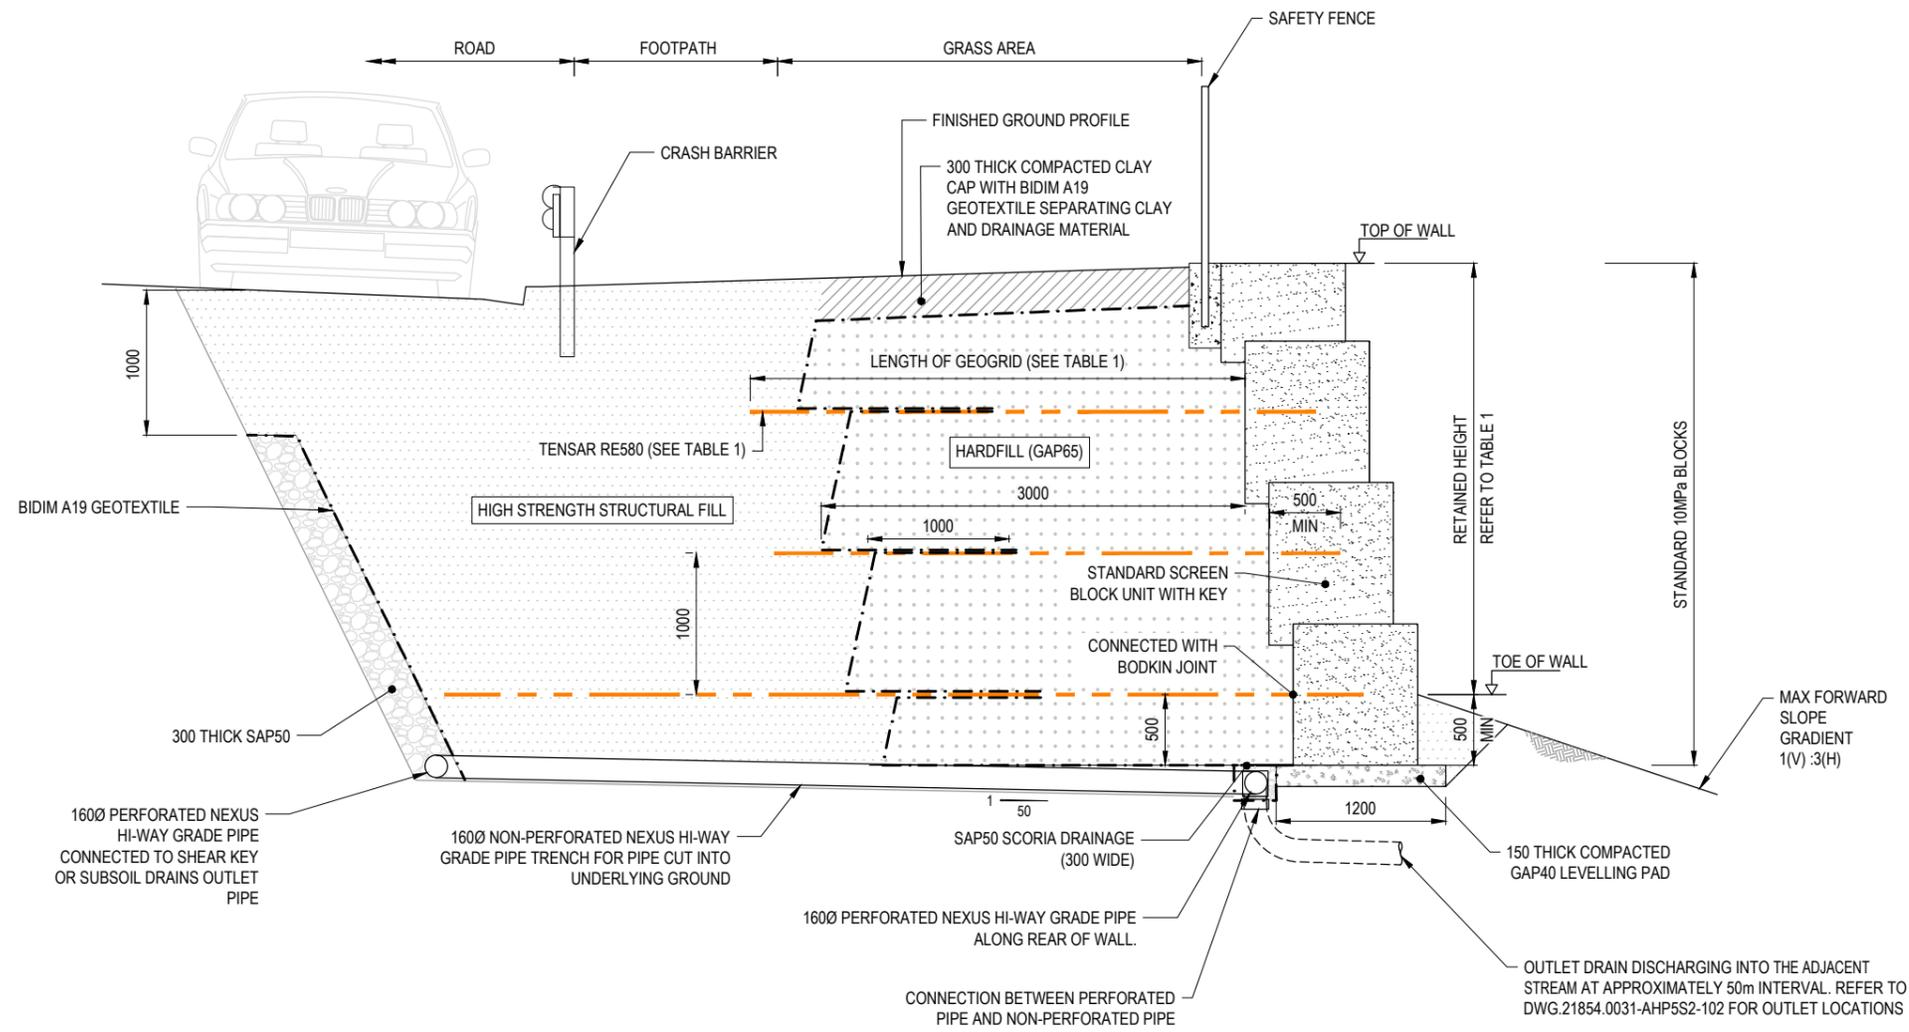 SAFETY FENCE
ROAD
FOOTPATH
GRASS AREA
FINISHED GROUND PROFILE
CRASH BARRIER
300 THICK COMPACTED CLAY
CAP WITH BIDIM A19
GEOTEXTILE SEPARATING CLAY
AND DRAINAGE MATERIAL
TOP OF WALL
1000
LENGTH OF GEOGRID (SEE TABLE 1)
TENSAR RE580 (SEE TABLE 1)
HARDFILL (GAP65)
RETAINED HEIGHT
REFER TO TABLE 1
STANDARD 10MPa BLOCKS
BIDIM A19 GEOTEXTILE
HIGH STRENGTH STRUCTURAL FILL
3000
500
MIN
1000
1000
STANDARD SCREEN
BLOCK UNIT WITH KEY
CONNECTED WITH
BODKIN JOINT
TOE OF WALL
300 THICK SAP50
500
500
MIN
MAX FORWARD
SLOPE
GRADIENT
1(V) :3(H)
160Ø PERFORATED NEXUS
HI-WAY GRADE PIPE
CONNECTED TO SHEAR KEY
OR SUBSOIL DRAINS OUTLET
PIPE
160Ø NON-PERFORATED NEXUS HI-WAY
GRADE PIPE TRENCH FOR PIPE CUT INTO
UNDERLYING GROUND
1
50
SAP50 SCORIA DRAINAGE
(300 WIDE)
1200
150 THICK COMPACTED
GAP40 LEVELLING PAD
160Ø PERFORATED NEXUS HI-WAY GRADE PIPE
ALONG REAR OF WALL.
CONNECTION BETWEEN PERFORATED
PIPE AND NON-PERFORATED PIPE
OUTLET DRAIN DISCHARGING INTO THE ADJACENT
STREAM AT APPROXIMATELY 50m INTERVAL. REFER TO
DWG.21854.0031-AHP5S2-102 FOR OUTLET LOCATIONS